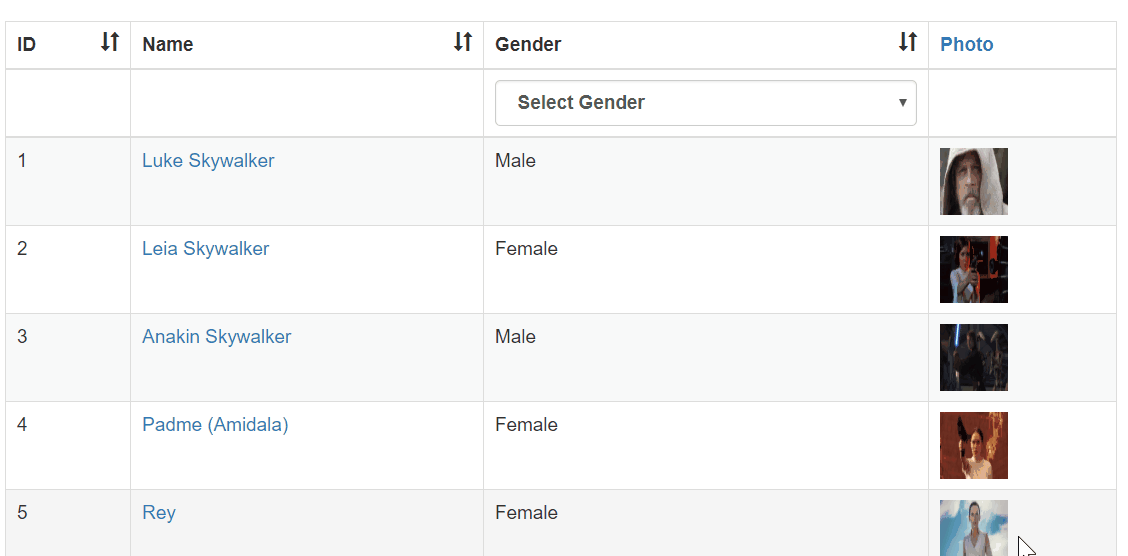 ID Name Gender Photo
Select Gender
1 Luke Skywalker Male
2 Leia Skywalker Female
3 Anakin Skywalker Male
4 Padme (Amidala) Female
5 Rey Female